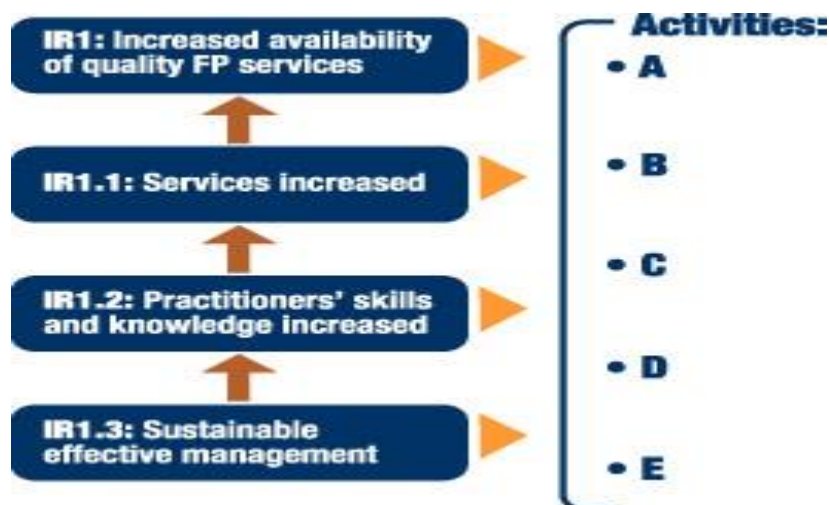 IR1: Increased availability
of quality FP services
IR1.1: Services increased
IR1.2: Practitioners' skills
and knowledge increased
IR1.3: Sustainable
effective management
Activities:
• A
• B
• C
• D
• E